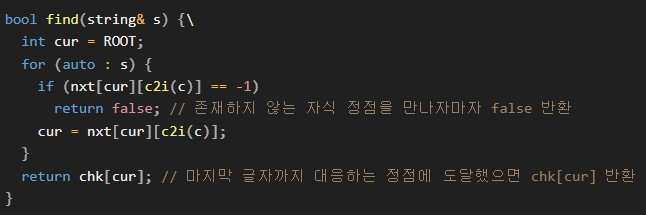 bool find(string& s) {\
  int cur = ROOT;
  for (auto : s) {
    if (nxt[cur][c2i(c)] == -1)
      return false; // 존재하지 않는 자식 정점을 만나자마자 false 반환
    cur = nxt[cur][c2i(c)];
  }
  return chk[cur]; // 마지막 글자까지 대응하는 정점에 도달했으면 chk[cur] 반환
}